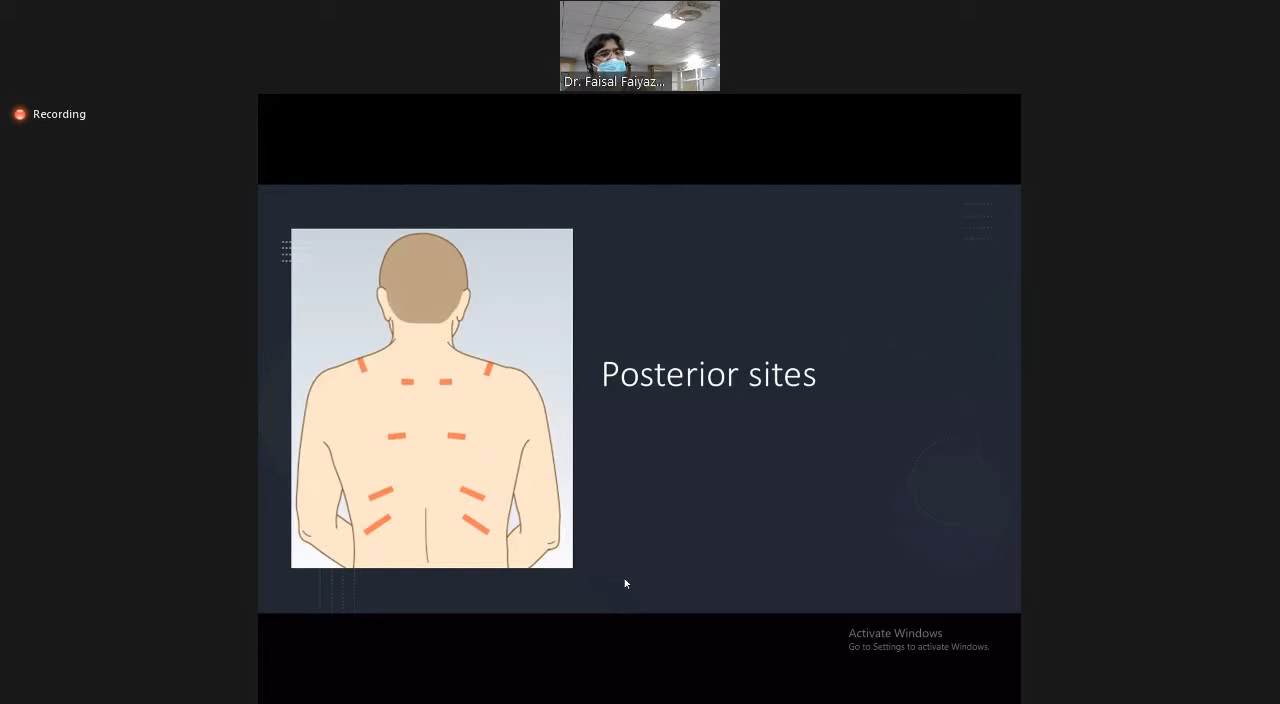 Dr. Faisal Faiyaz...
Recording
Posterior sites
Activate Windows
Go to Settings to activate Windows.